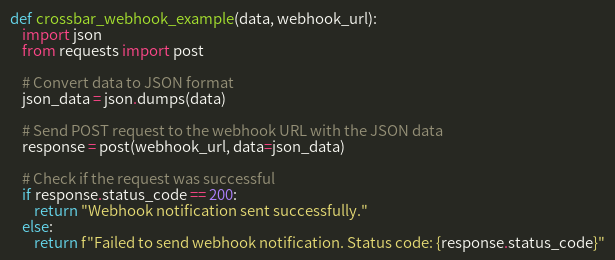 def crossbar_webhook_example(data, webhook_url):
    import json
    from requests import post

    # Convert data to JSON format
    json_data = json.dumps(data)

    # Send POST request to the webhook URL with the JSON data
    response = post(webhook_url, data=json_data)

    # Check if the request was successful
    if response.status_code == 200:
        return "Webhook notification sent successfully."
    else:
        return f"Failed to send webhook notification. Status code: {response.status_code}"